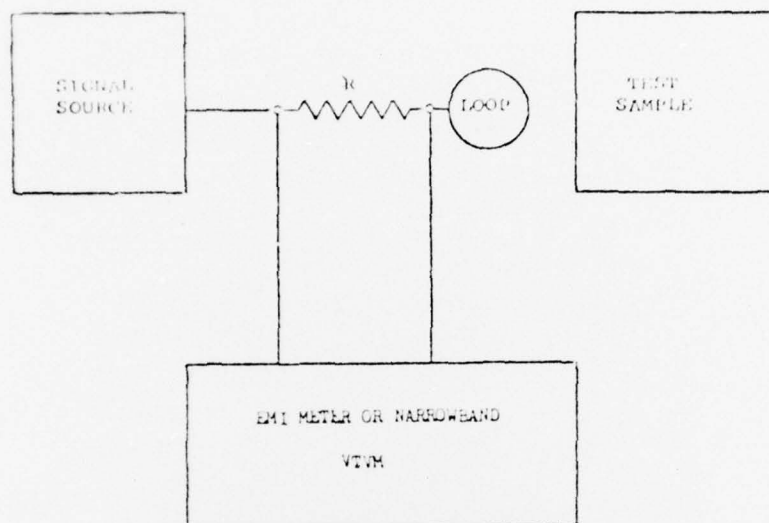 SIGNAL
SOURCE
R
LOOP
TEST
SAMPLE
EMI METER OR NARROWBAND
VTVM